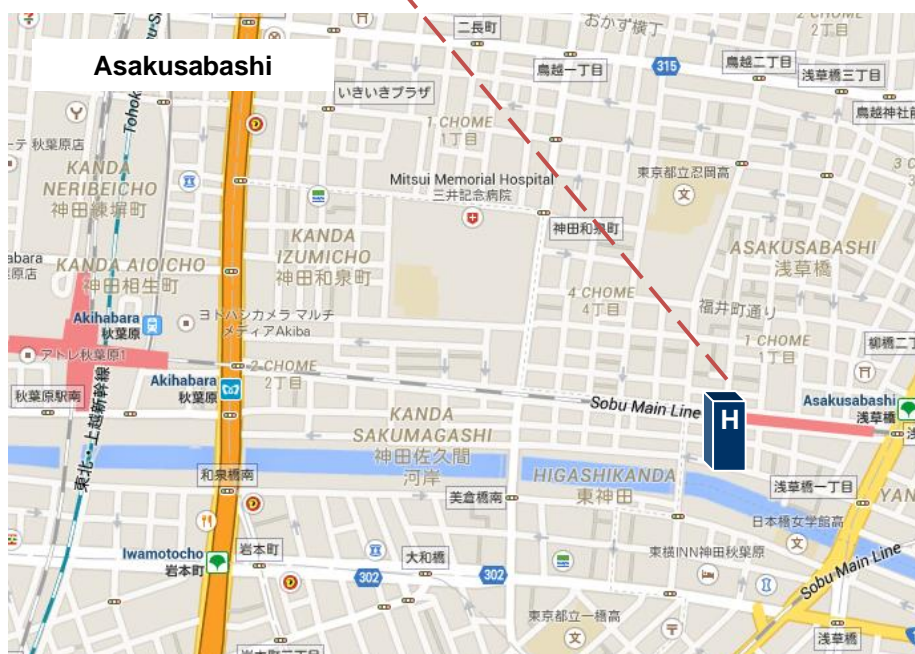 Asakusabashi
二長町
おかず横丁
2 CHOME
2丁目
315
鳥越一丁目
鳥越二丁目
浅草橋三丁目
鳥越神社前
Tohoku
いきいきプラザ
1 CHOME
1丁目
秋葉原店
KANDA
NERIBEICHO
神田練塀町
Mitsui Memorial Hospital
三井記念病院
東京都立忍岡高
神田和泉町
KANDA
IZUMICHO
神田和泉町
ASAKUSABASHI
浅草橋
KANDA AIOICHO
神田相生町
4 CHOME
4丁目
福井町通り
Akihabara
秋葉原
ヨドバシカメラ マルチ
メディアAkiba
1 CHOME
1丁目
アトレ秋葉原1
2 CHOME
2丁目
秋葉原駅南
Akihabara
秋葉原
Sobu Main Line
H
Asakusabashi
浅草橋
KANDA
SAKUMAGASHI
神田佐久間
河岸
東北・上越新幹線
和泉橋南
美倉橋南
HIGASHIKANDA
東神田
浅草橋一丁目
日本橋女学館高
Iwamotocho
岩本町
岩本町
大和橋
302
302
東横INN神田秋葉原
Sobu Main Line
東京都立一橋高
浅草橋